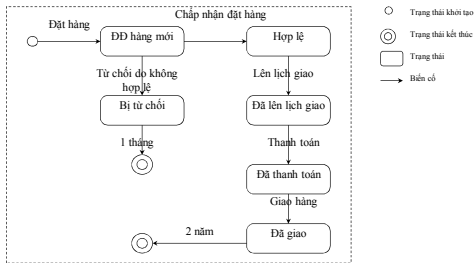 Chấp nhận đặt hàng
Đặt hàng
ĐĐ hàng mới
Hợp lệ
Từ chối do không
hợp lệ
Lên lịch giao
Bị từ chối
Đã lên lịch giao
1 tháng
Thanh toán
Đã thanh toán
Giao hàng
2 năm
Đã giao
Trạng thái khởi tạo
Trạng thái kết thúc
Trạng thái
Biến cố